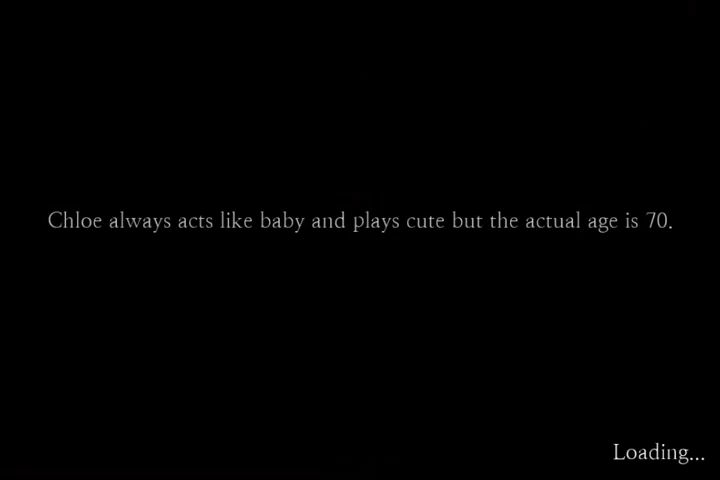 Chloe always acts like baby and plays cute but the actual age is 70.
Loading...